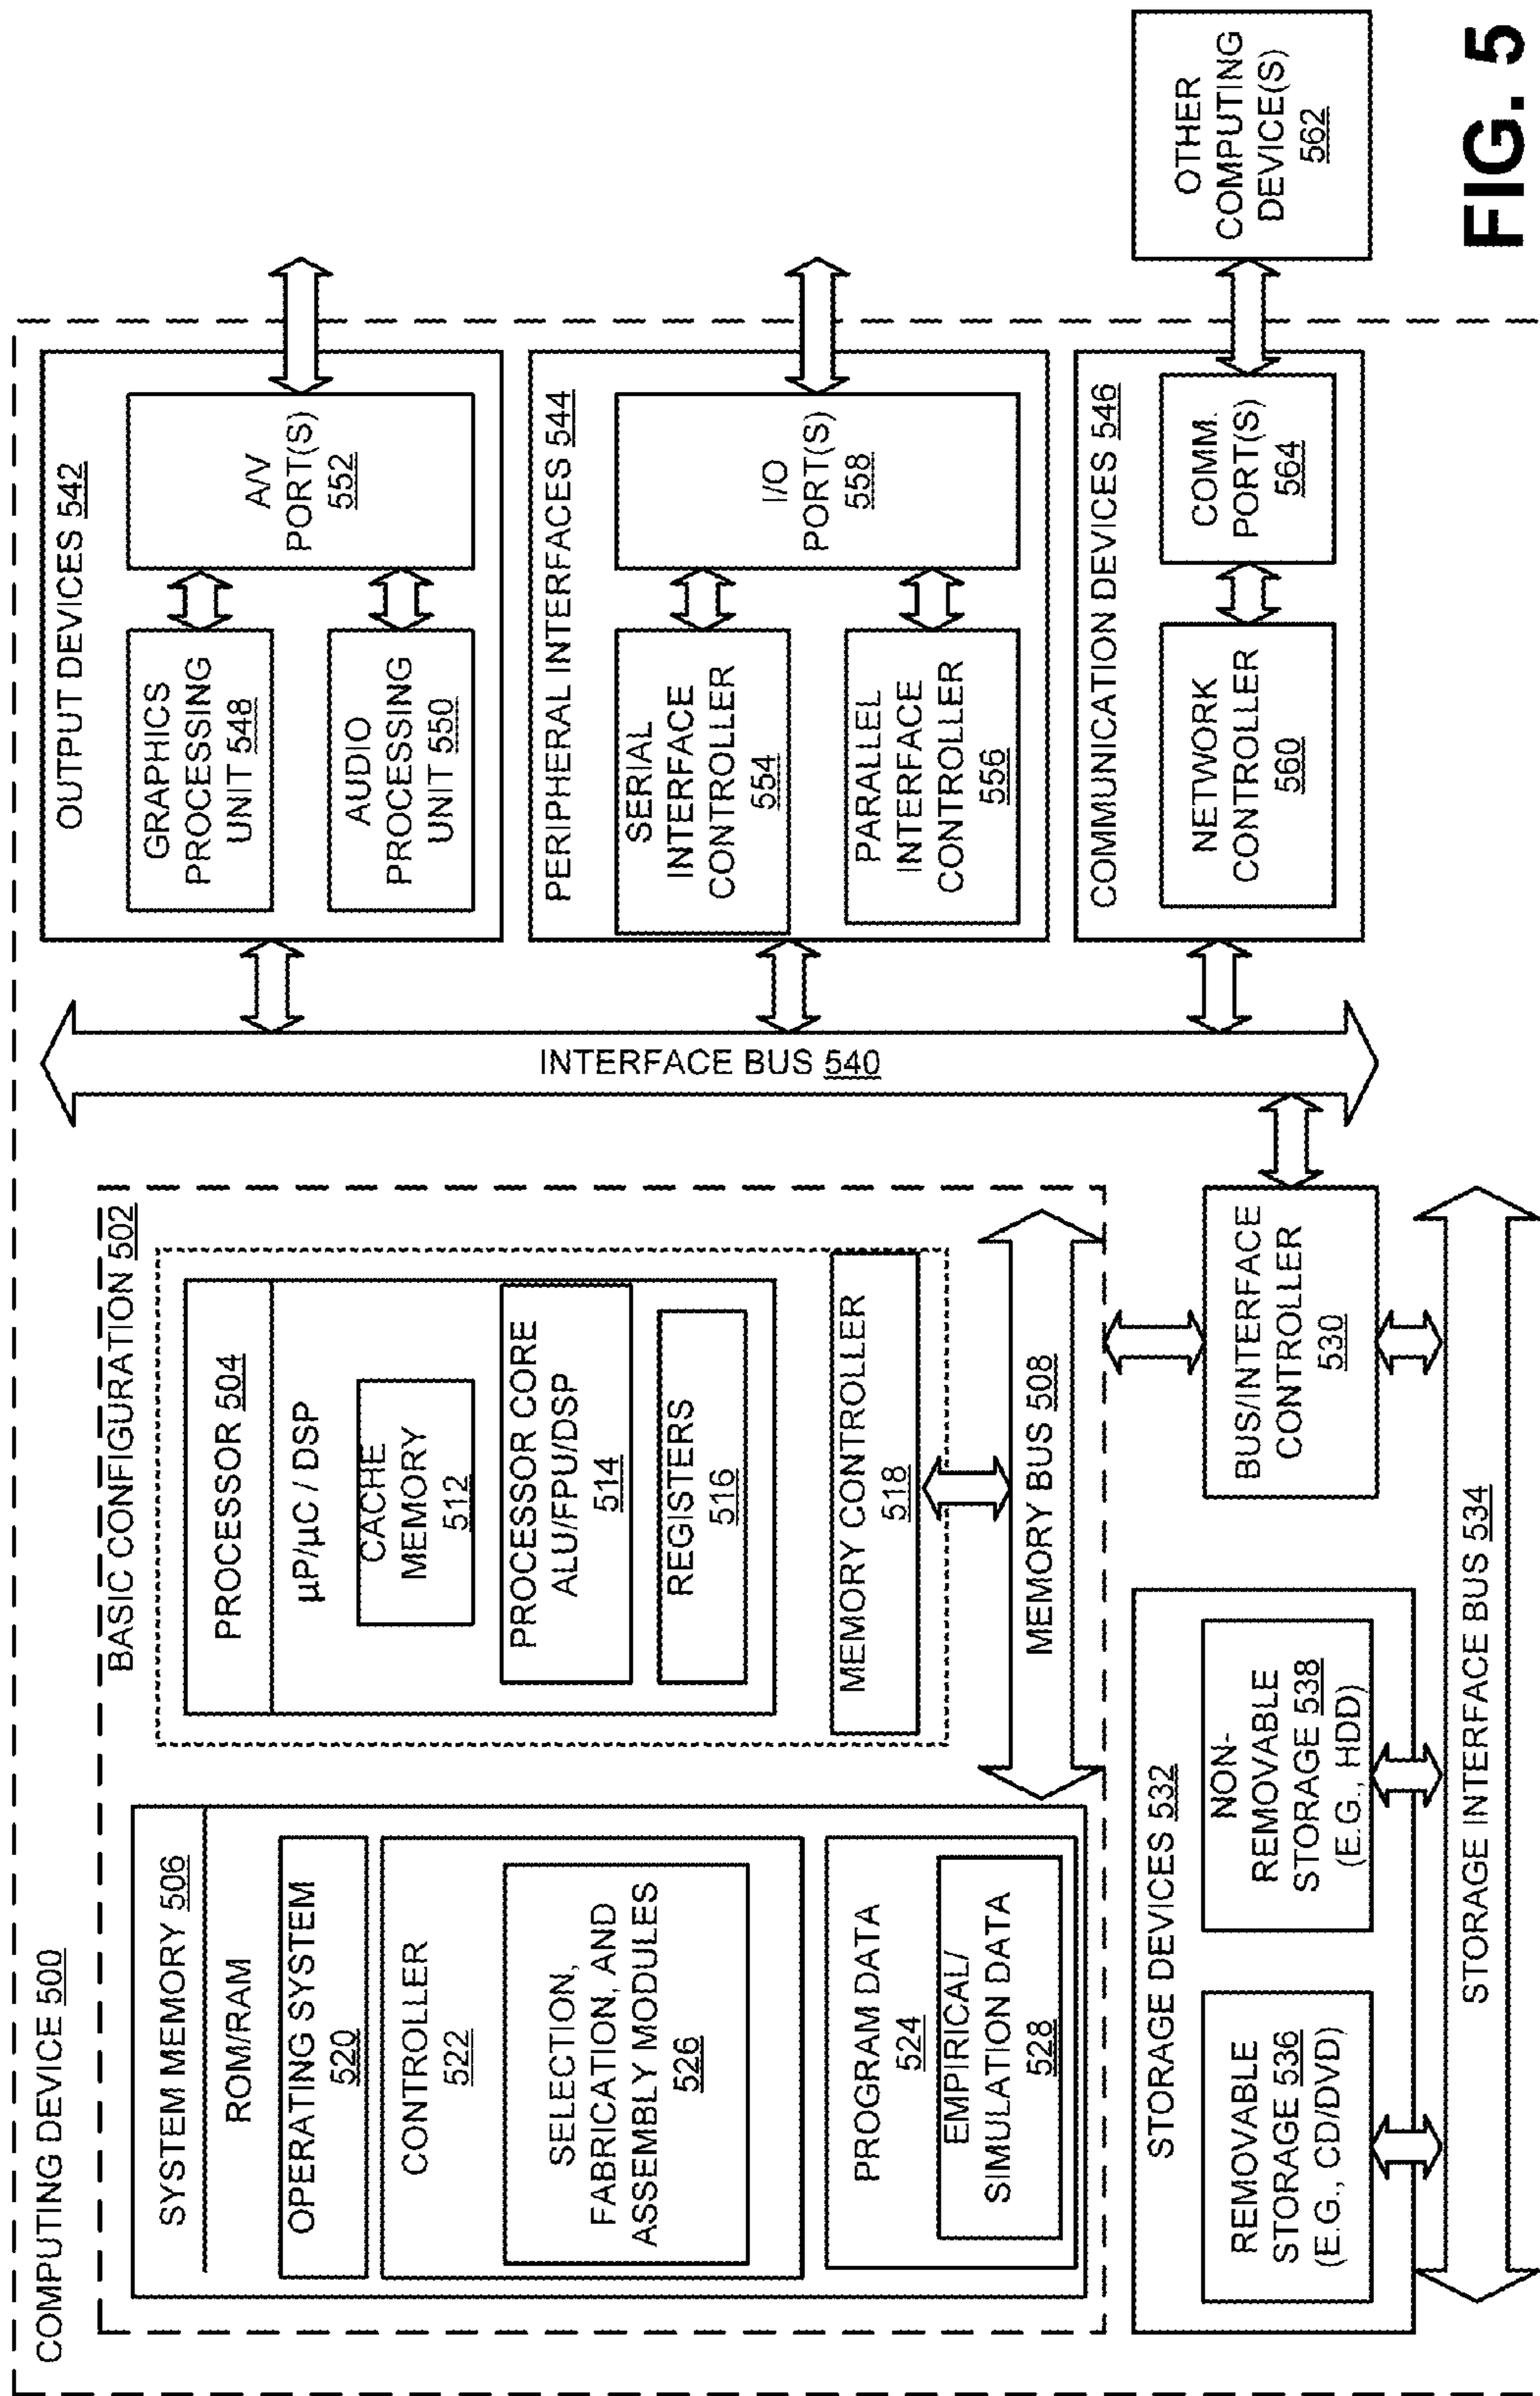 COMPUTING DEVICE 500
BASIC CONFIGURATION 502
SYSTEM MEMORY 506
ROM/RAM
OPERATING SYSTEM
520
CONTROLLER
522
SELECTION,
FABRICATION, AND
ASSEMBLY MODULES
526
PROGRAM DATA
524
EMPIRICAL/
SIMULATION DATA
528
PROCESSOR 504
µP/µC / DSP
CACHE
MEMORY
512
PROCESSOR CORE
ALU/FPU/DSP
514
REGISTERS
516
MEMORY CONTROLLER
518
MEMORY BUS 508
STORAGE DEVICES 532
REMOVABLE
STORAGE 536
(E.G., CD/DVD)
NON-
REMOVABLE
STORAGE 538
(E.G., HDD)
BUS/INTERFACE
CONTROLLER
530
STORAGE INTERFACE BUS 534
INTERFACE BUS 540
OUTPUT DEVICES 542
GRAPHICS
PROCESSING
UNIT 548
AUDIO
PROCESSING
UNIT 550
A/V
PORT(S)
552
PERIPHERAL INTERFACES 544
SERIAL
INTERFACE
CONTROLLER
554
PARALLEL
INTERFACE
CONTROLLER
556
I/O
PORT(S)
558
COMMUNICATION DEVICES 546
NETWORK
CONTROLLER
560
COMM.
PORT(S)
564
OTHER
COMPUTING
DEVICE(S)
562
FIG. 5